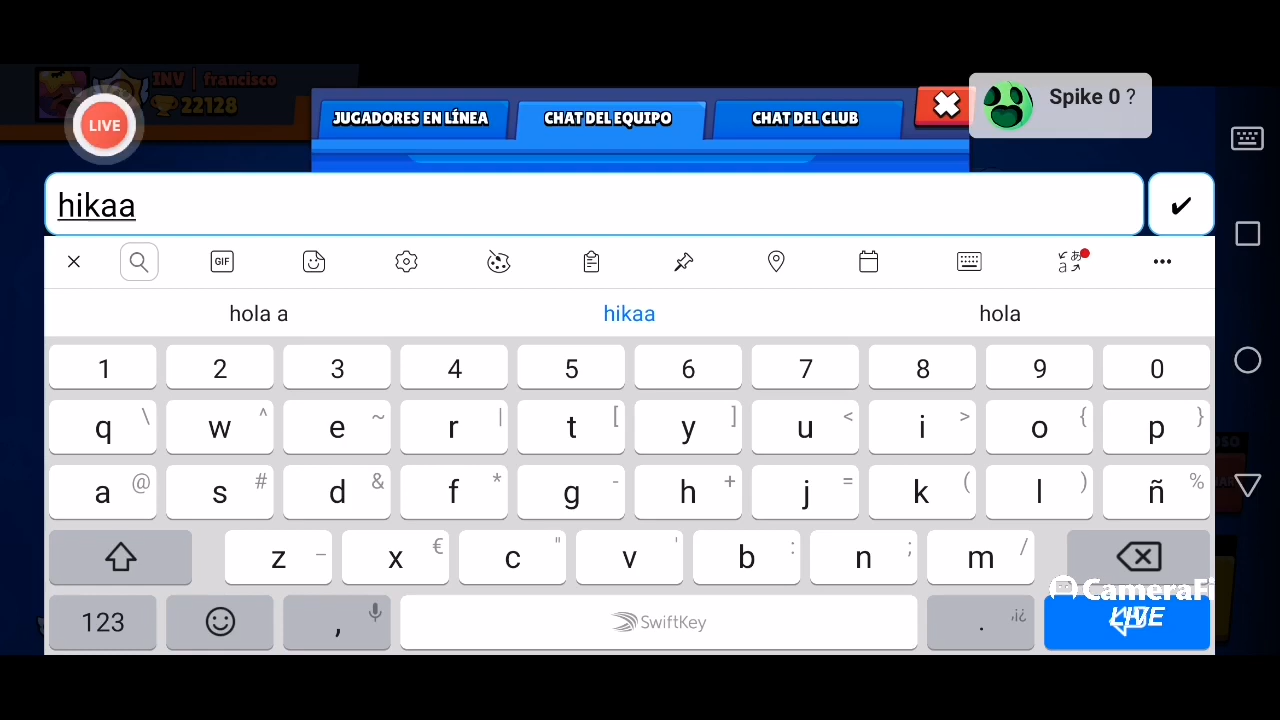 INV | francisco
22128
LIVE
JUGADORES EN LÍNEA
CHAT DEL EQUIPO
CHAT DEL CLUB
Spike 0 ?
hikaa
GIF
hola a
hikaa
hola
1 2 3 4 5 6 7 8 9 0
q \ w ^ e ~ r | t [ y ] u < i > o { p }
a @ s # d & f * g - h + j = k ( l ) ñ %
z _ x € c " v ' b : n ; m /
CameraFi
LIVE
123 , SwiftKey . ,!¿